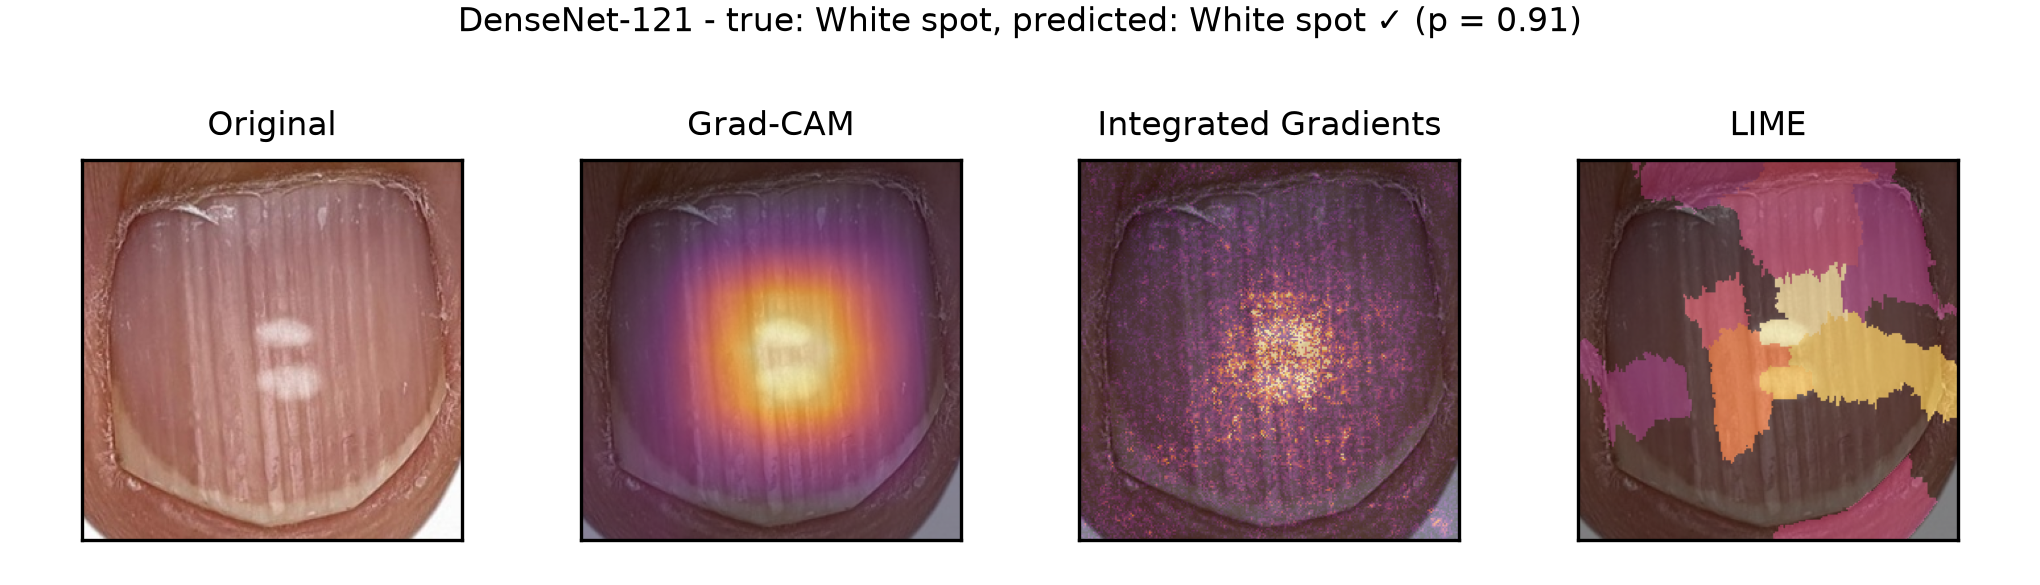 DenseNet-121 - true: White spot, predicted: White spot ✓ (p = 0.91)
Original
Grad-CAM
Integrated Gradients
LIME